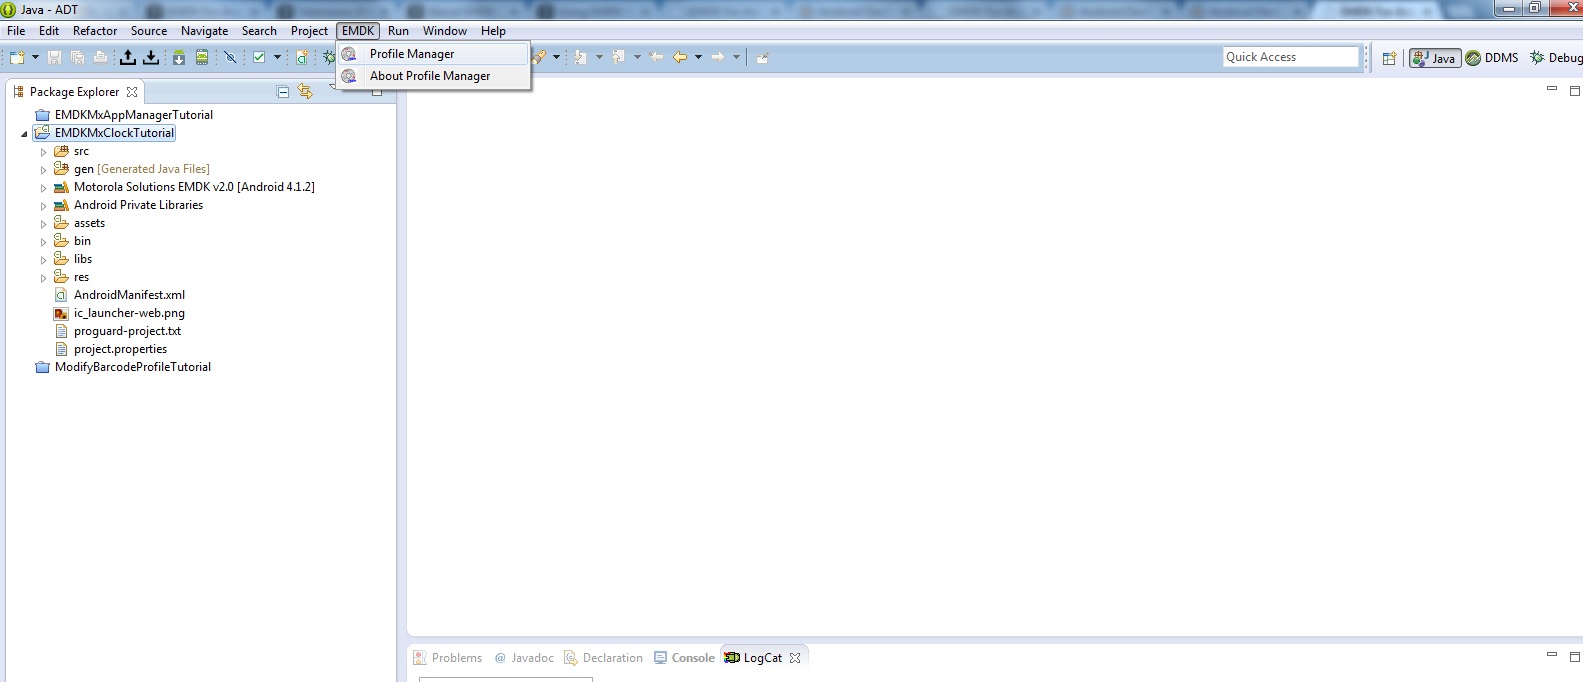 Java - ADT
File Edit Refactor Source Navigate Search Project EMDK Run Window Help
Profile Manager
About Profile Manager
Quick Access
Java DDMS Debug
Package Explorer
EMDKMxAppManagerTutorial
EMDKMxClockTutorial
src
gen [Generated Java Files]
Motorola Solutions EMDK v2.0 [Android 4.1.2]
Android Private Libraries
assets
bin
libs
res
AndroidManifest.xml
ic_launcher-web.png
proguard-project.txt
project.properties
ModifyBarcodeProfileTutorial
Problems @ Javadoc Declaration Console LogCat